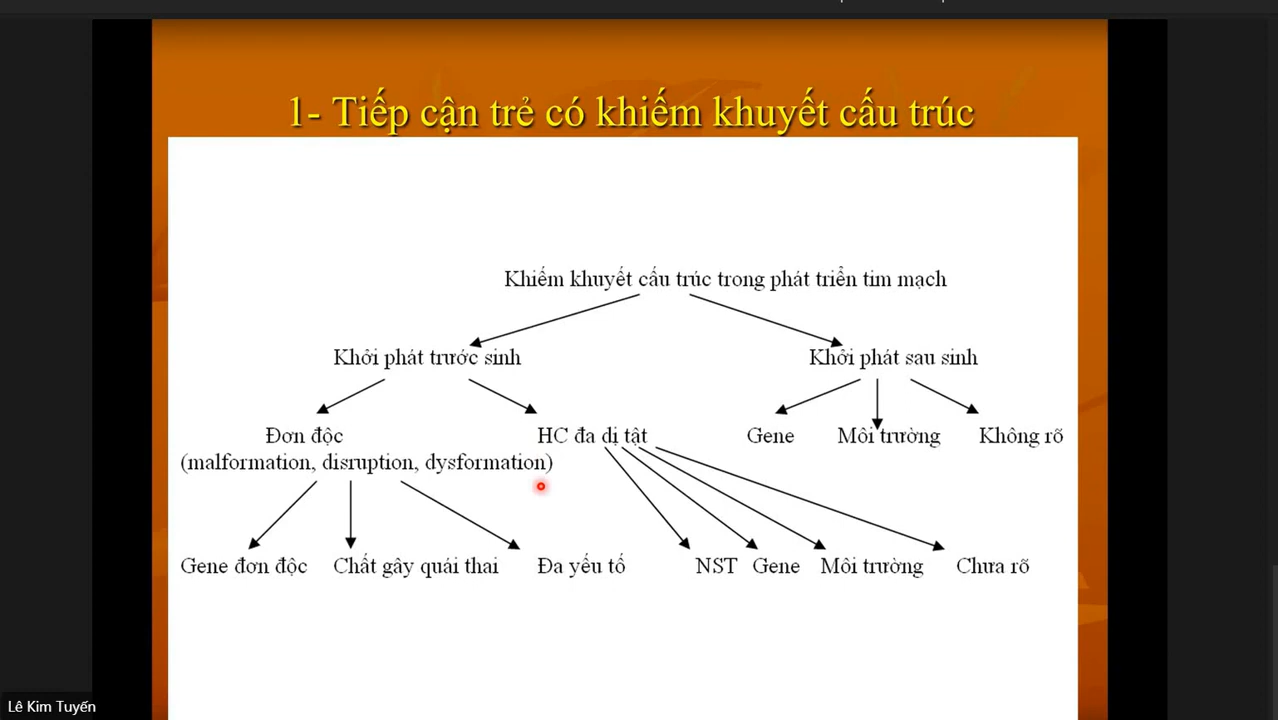 1- Tiếp cận trẻ có khiếm khuyết cấu trúc
Khiếm khuyết cấu trúc trong phát triển tim mạch
Khởi phát trước sinh
Khởi phát sau sinh
Đơn độc
HC đa dị tật
Gene
Môi trường
Không rõ
(malformation, disruption, dysformation)
Gene đơn độc
Chất gây quái thai
Đa yếu tố
NST
Gene
Môi trường
Chưa rõ
Lê Kim Tuyến